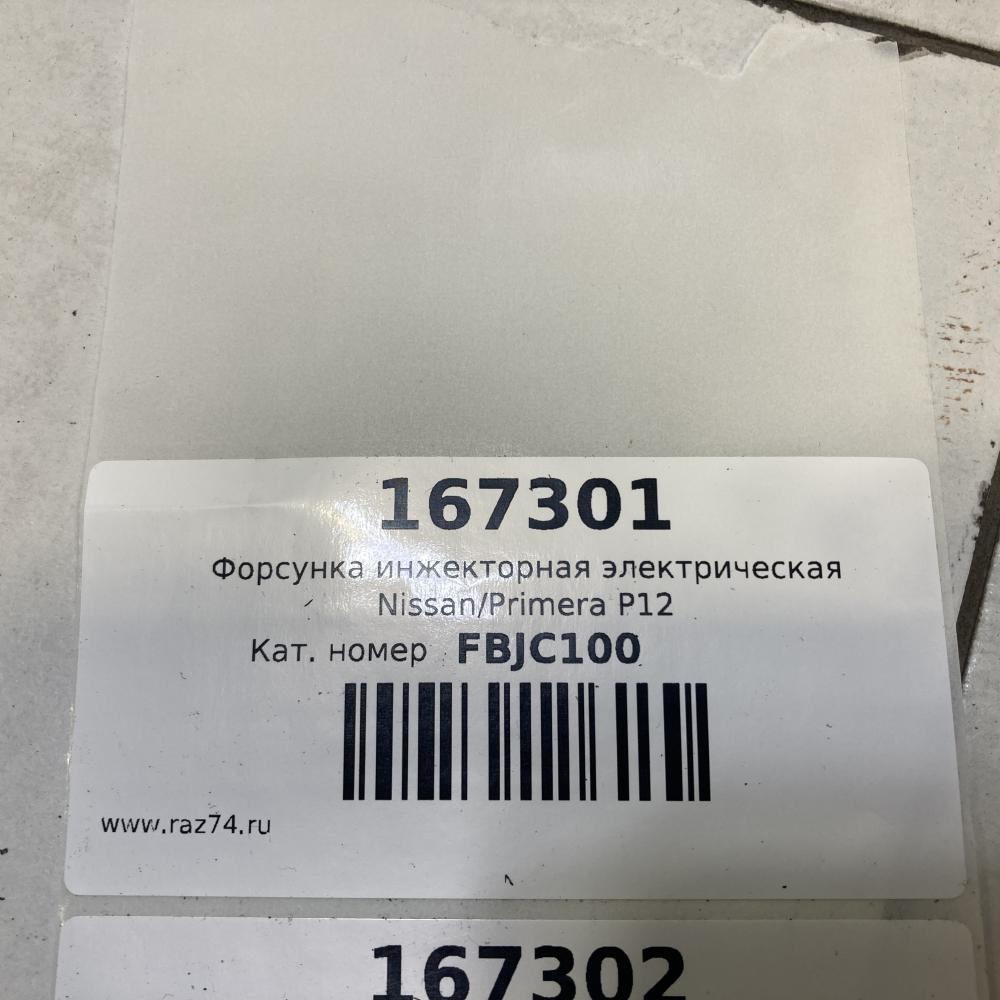 167301
Форсунка инжекторная электрическая
Nissan/Primera P12
Кат. номер FBJC100
www.raz74.ru
167302